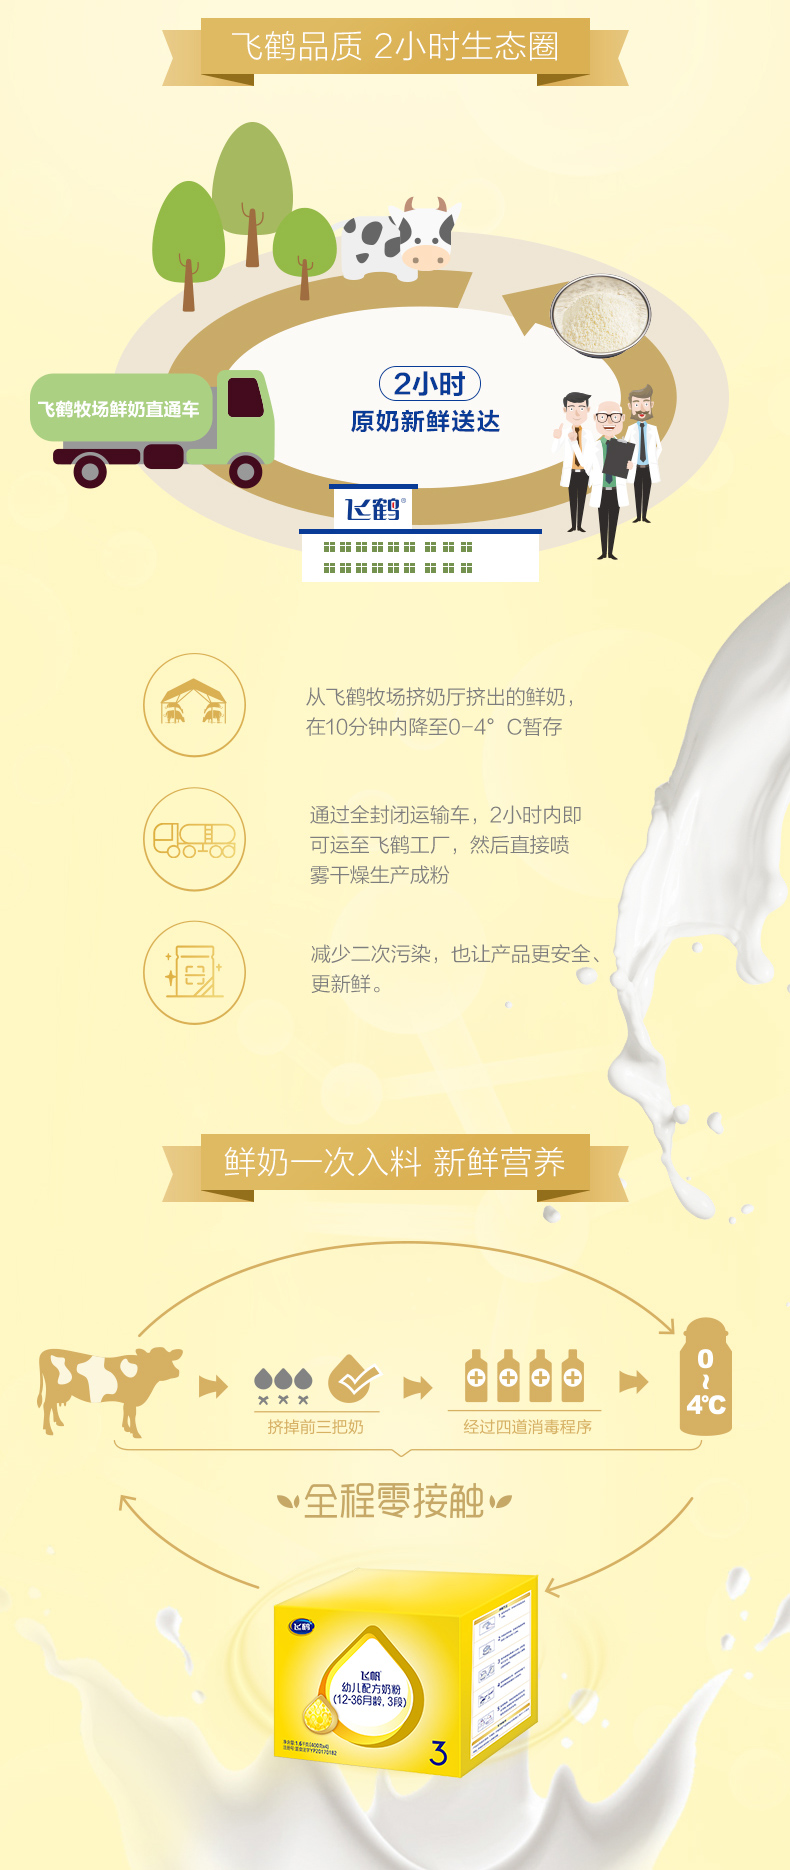 飞鹤品质 2小时生态圈
飞鹤牧场鲜奶直通车
2小时
原奶新鲜送达
飞鹤®
从飞鹤牧场挤奶厅挤出的鲜奶，
在10分钟内降至0-4°C暂存
通过全封闭运输车，2小时内即
可运至飞鹤工厂，然后直接喷
雾干燥生产成粉
减少二次污染，也让产品更安全、
更新鲜。
鲜奶一次入料 新鲜营养
0
~
4℃
挤掉前三把奶
经过四道消毒程序
全程零接触
飞鹤
飞帆
幼儿配方奶粉
(12-36月龄, 3段)
3